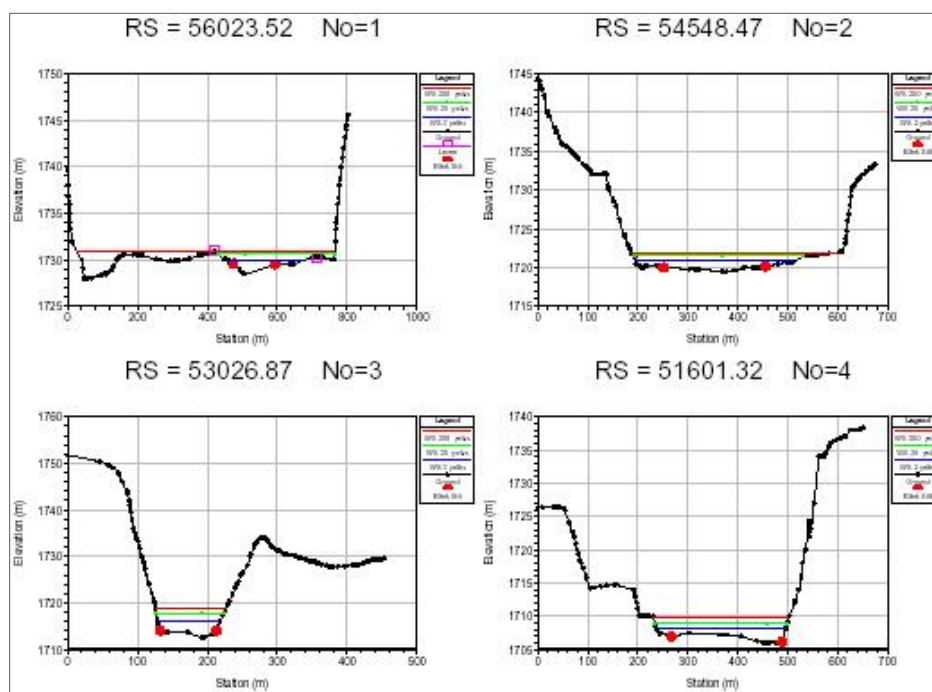 RS = 56023.52 No=1
Elevation (m)
1750
1745
1740
1735
1730
1725
0 200 400 600 800 1000
Station (m)
Legend
Ground
Levee
RS = 54548.47 No=2
Elevation (m)
1745
1740
1735
1730
1725
1720
1715
0 100 200 300 400 500 600 700
Station (m)
Legend
Ground
RS = 53026.87 No=3
Elevation (m)
1760
1750
1740
1730
1720
1710
0 100 200 300 400 500
Station (m)
Legend
Ground
RS = 51601.32 No=4
Elevation (m)
1740
1735
1730
1725
1720
1715
1710
1705
0 100 200 300 400 500 600 700
Station (m)
Legend
Ground